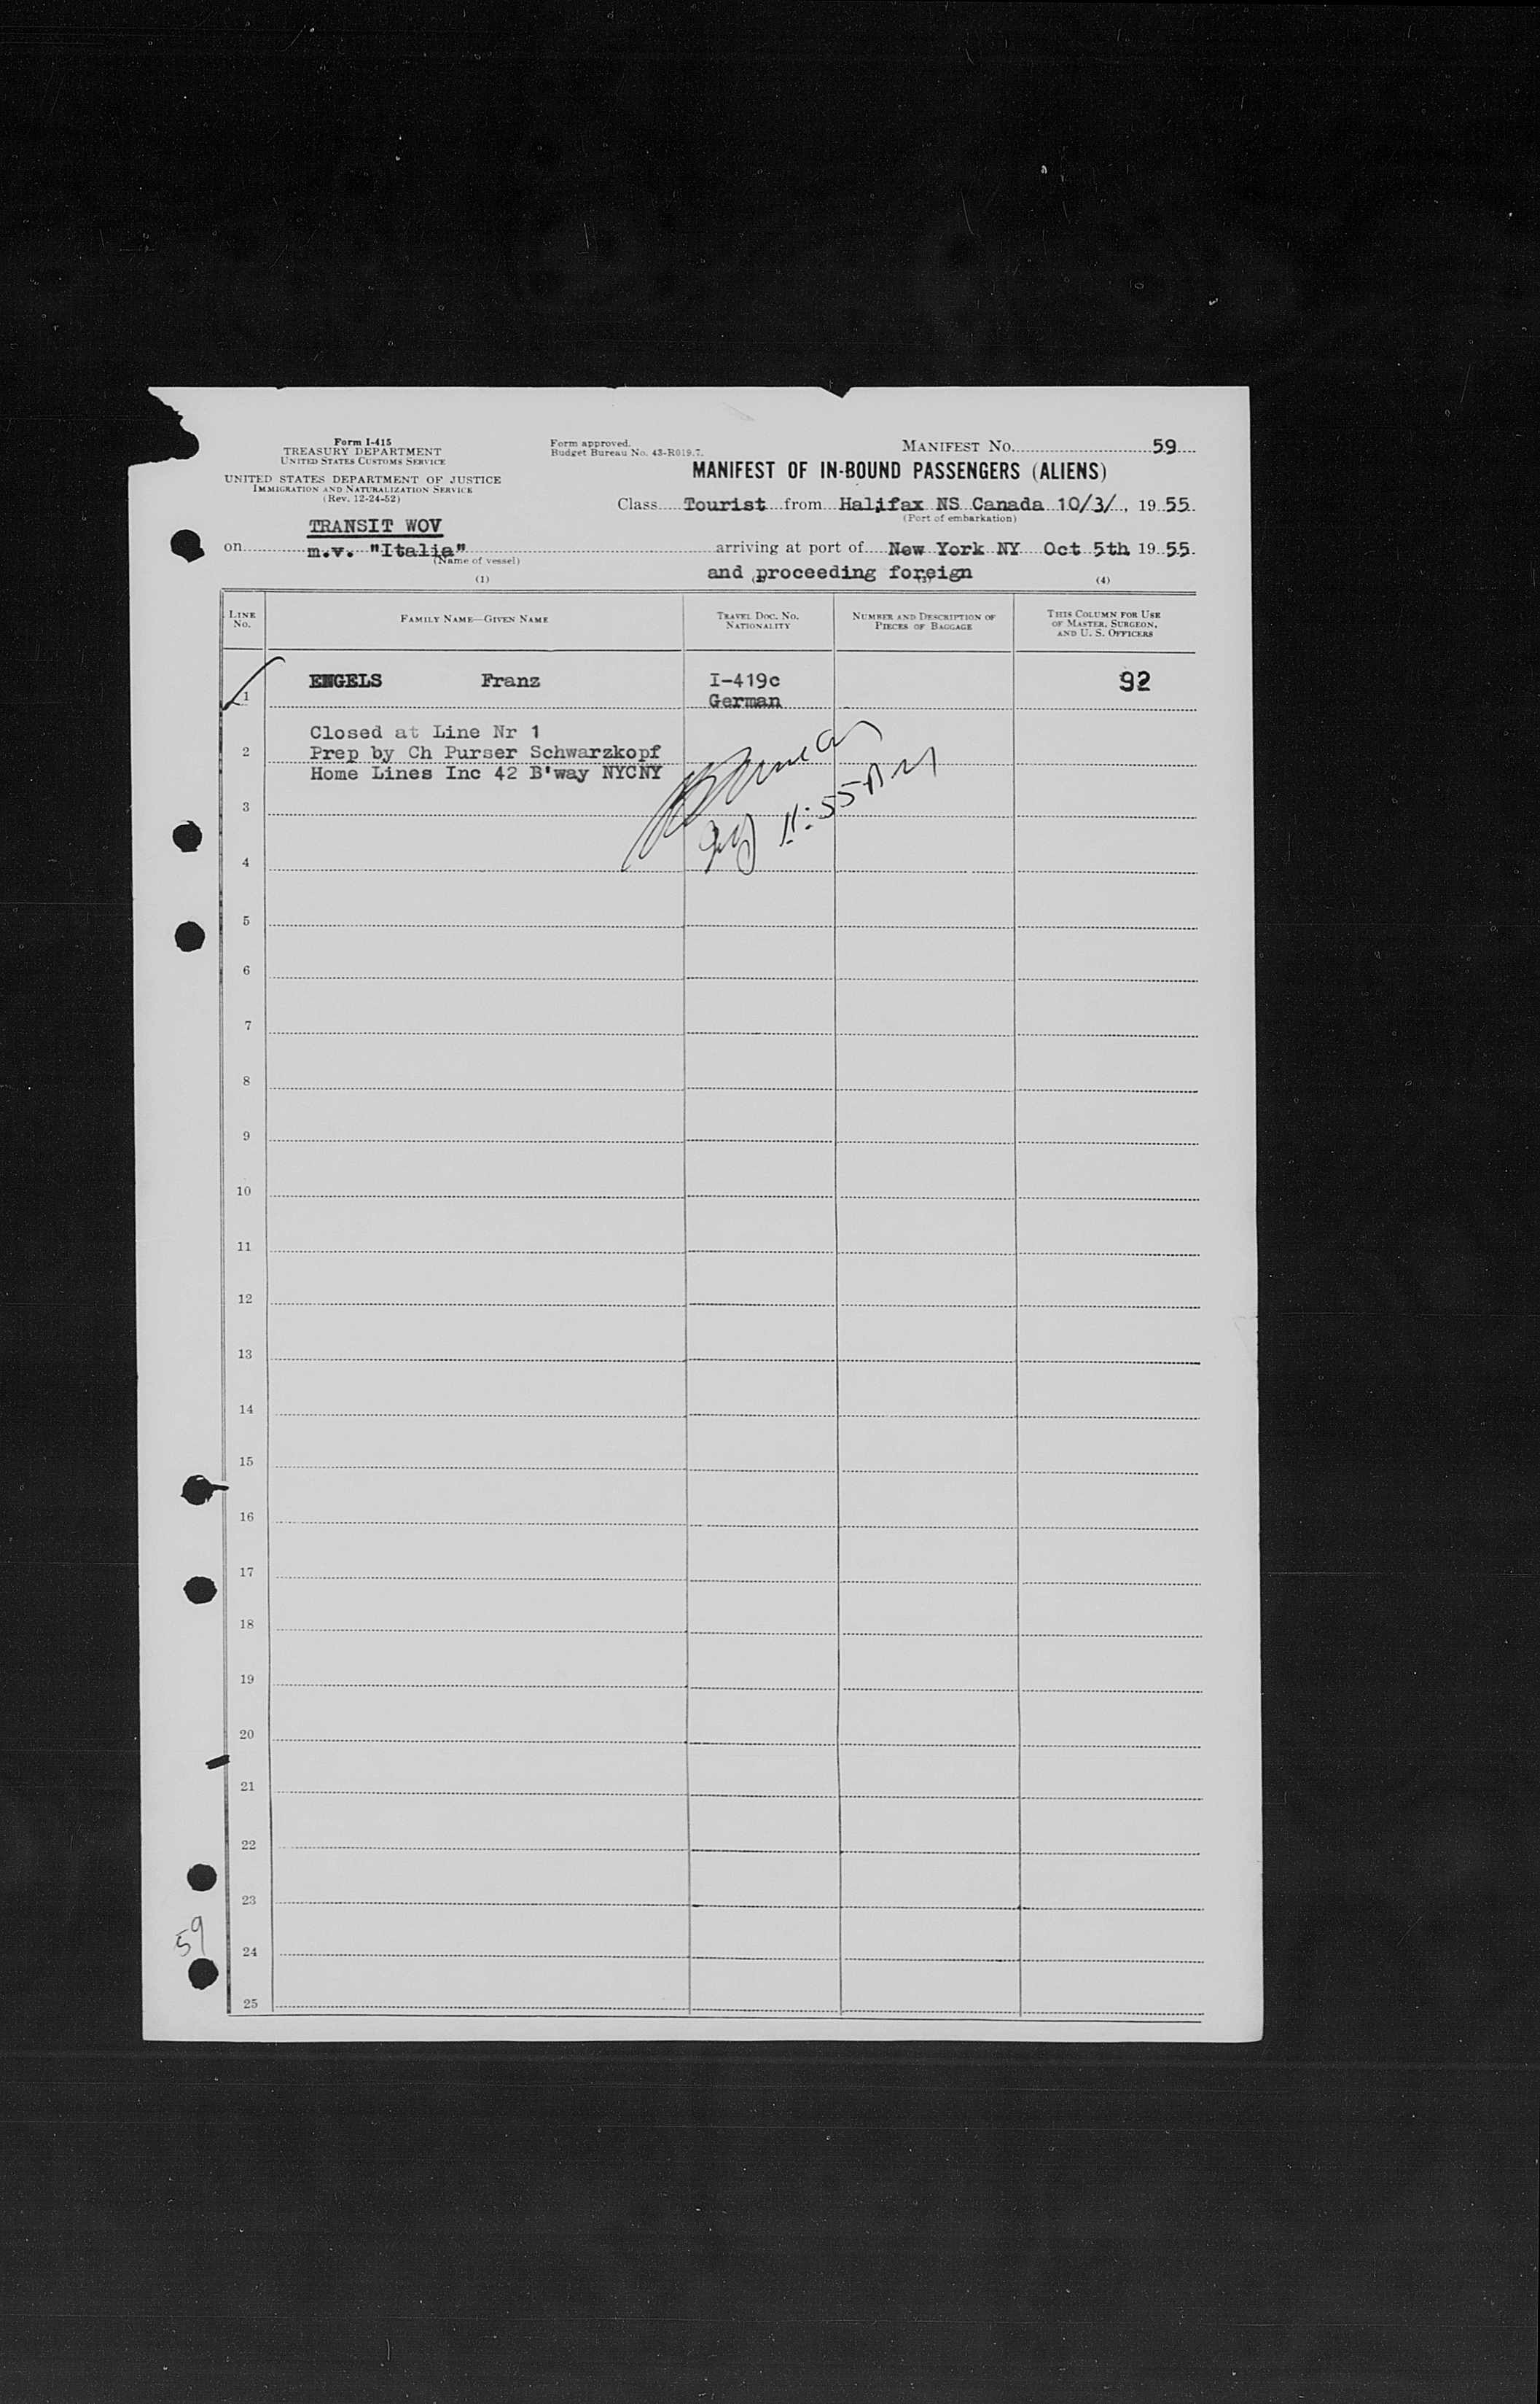 Form I-415
TREASURY DEPARTMENT
UNITED STATES CUSTOMS SERVICE
UNITED STATES DEPARTMENT OF JUSTICE
IMMIGRATION AND NATURALIZATION SERVICE
(Rev. 12-24-52)
Form approved.
Budget Bureau No. 43-R019.7.
MANIFEST No. 59
MANIFEST OF IN-BOUND PASSENGERS (ALIENS)
Class Tourist from Halifax NS Canada 10/3/, 1955
(Port of embarkation)
TRANSIT WOV
on m.v. "Italia" arriving at port of New York NY Oct 5th 1955
(Name of vessel)
and proceeding foreign
(1) (4)
LINE No. FAMILY NAME—GIVEN NAME TRAVEL DOC. NO. NATIONALITY NUMBER AND DESCRIPTION OF PIECES OF BAGGAGE THIS COLUMN FOR USE OF MASTER, SURGEON, AND U. S. OFFICERS
1 ENGELS Franz I-419c 92
German
Closed at Line Nr 1
2 Prep by Ch Purser Schwarzkopf
Home Lines Inc 42 B'way NYCNY
11:55 AM
3
4
5
6
7
8
9
10
11
12
13
14
15
16
17
18
19
20
21
22
23
59
24
25